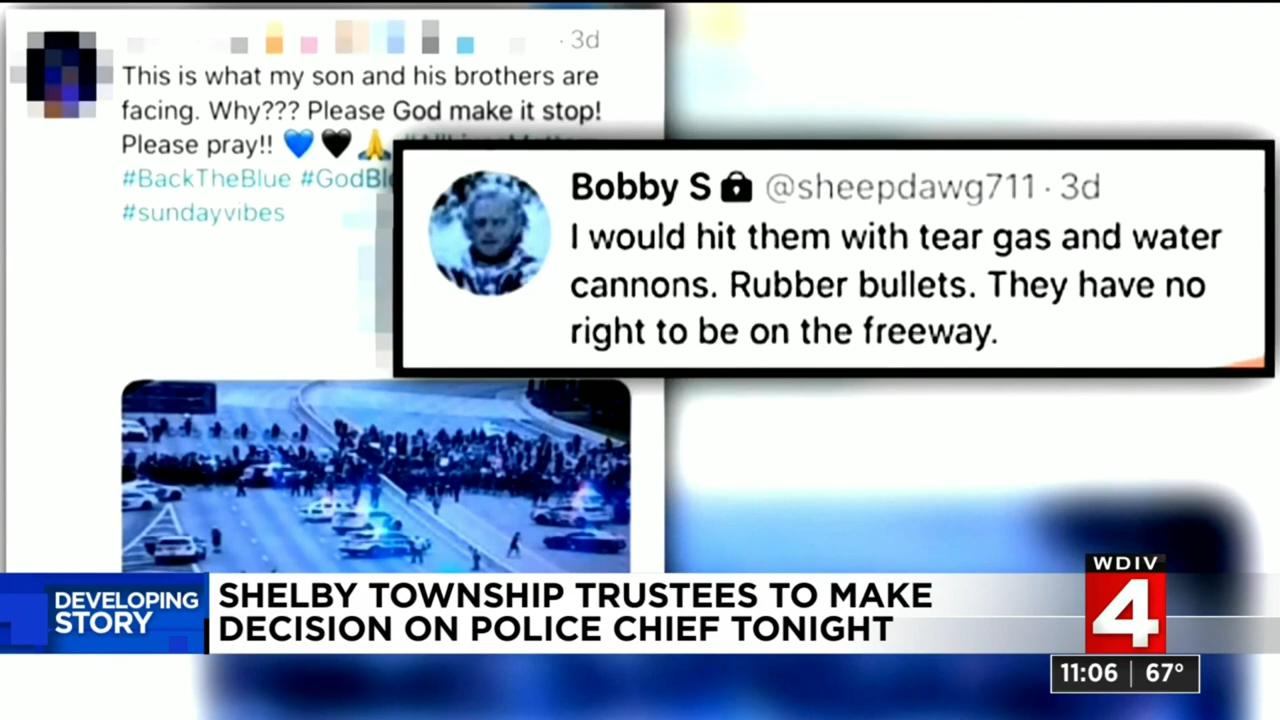 · 3d
This is what my son and his brothers are
facing. Why??? Please God make it stop!
Please pray!! 💙 🖤 🙏
#BackTheBlue
#sundayvibes
Bobby S @sheepdawg711 · 3d
I would hit them with tear gas and water
cannons. Rubber bullets. They have no
right to be on the freeway.
DEVELOPING
STORY
SHELBY TOWNSHIP TRUSTEES TO MAKE
DECISION ON POLICE CHIEF TONIGHT
WDIV
4
11:06 | 67°